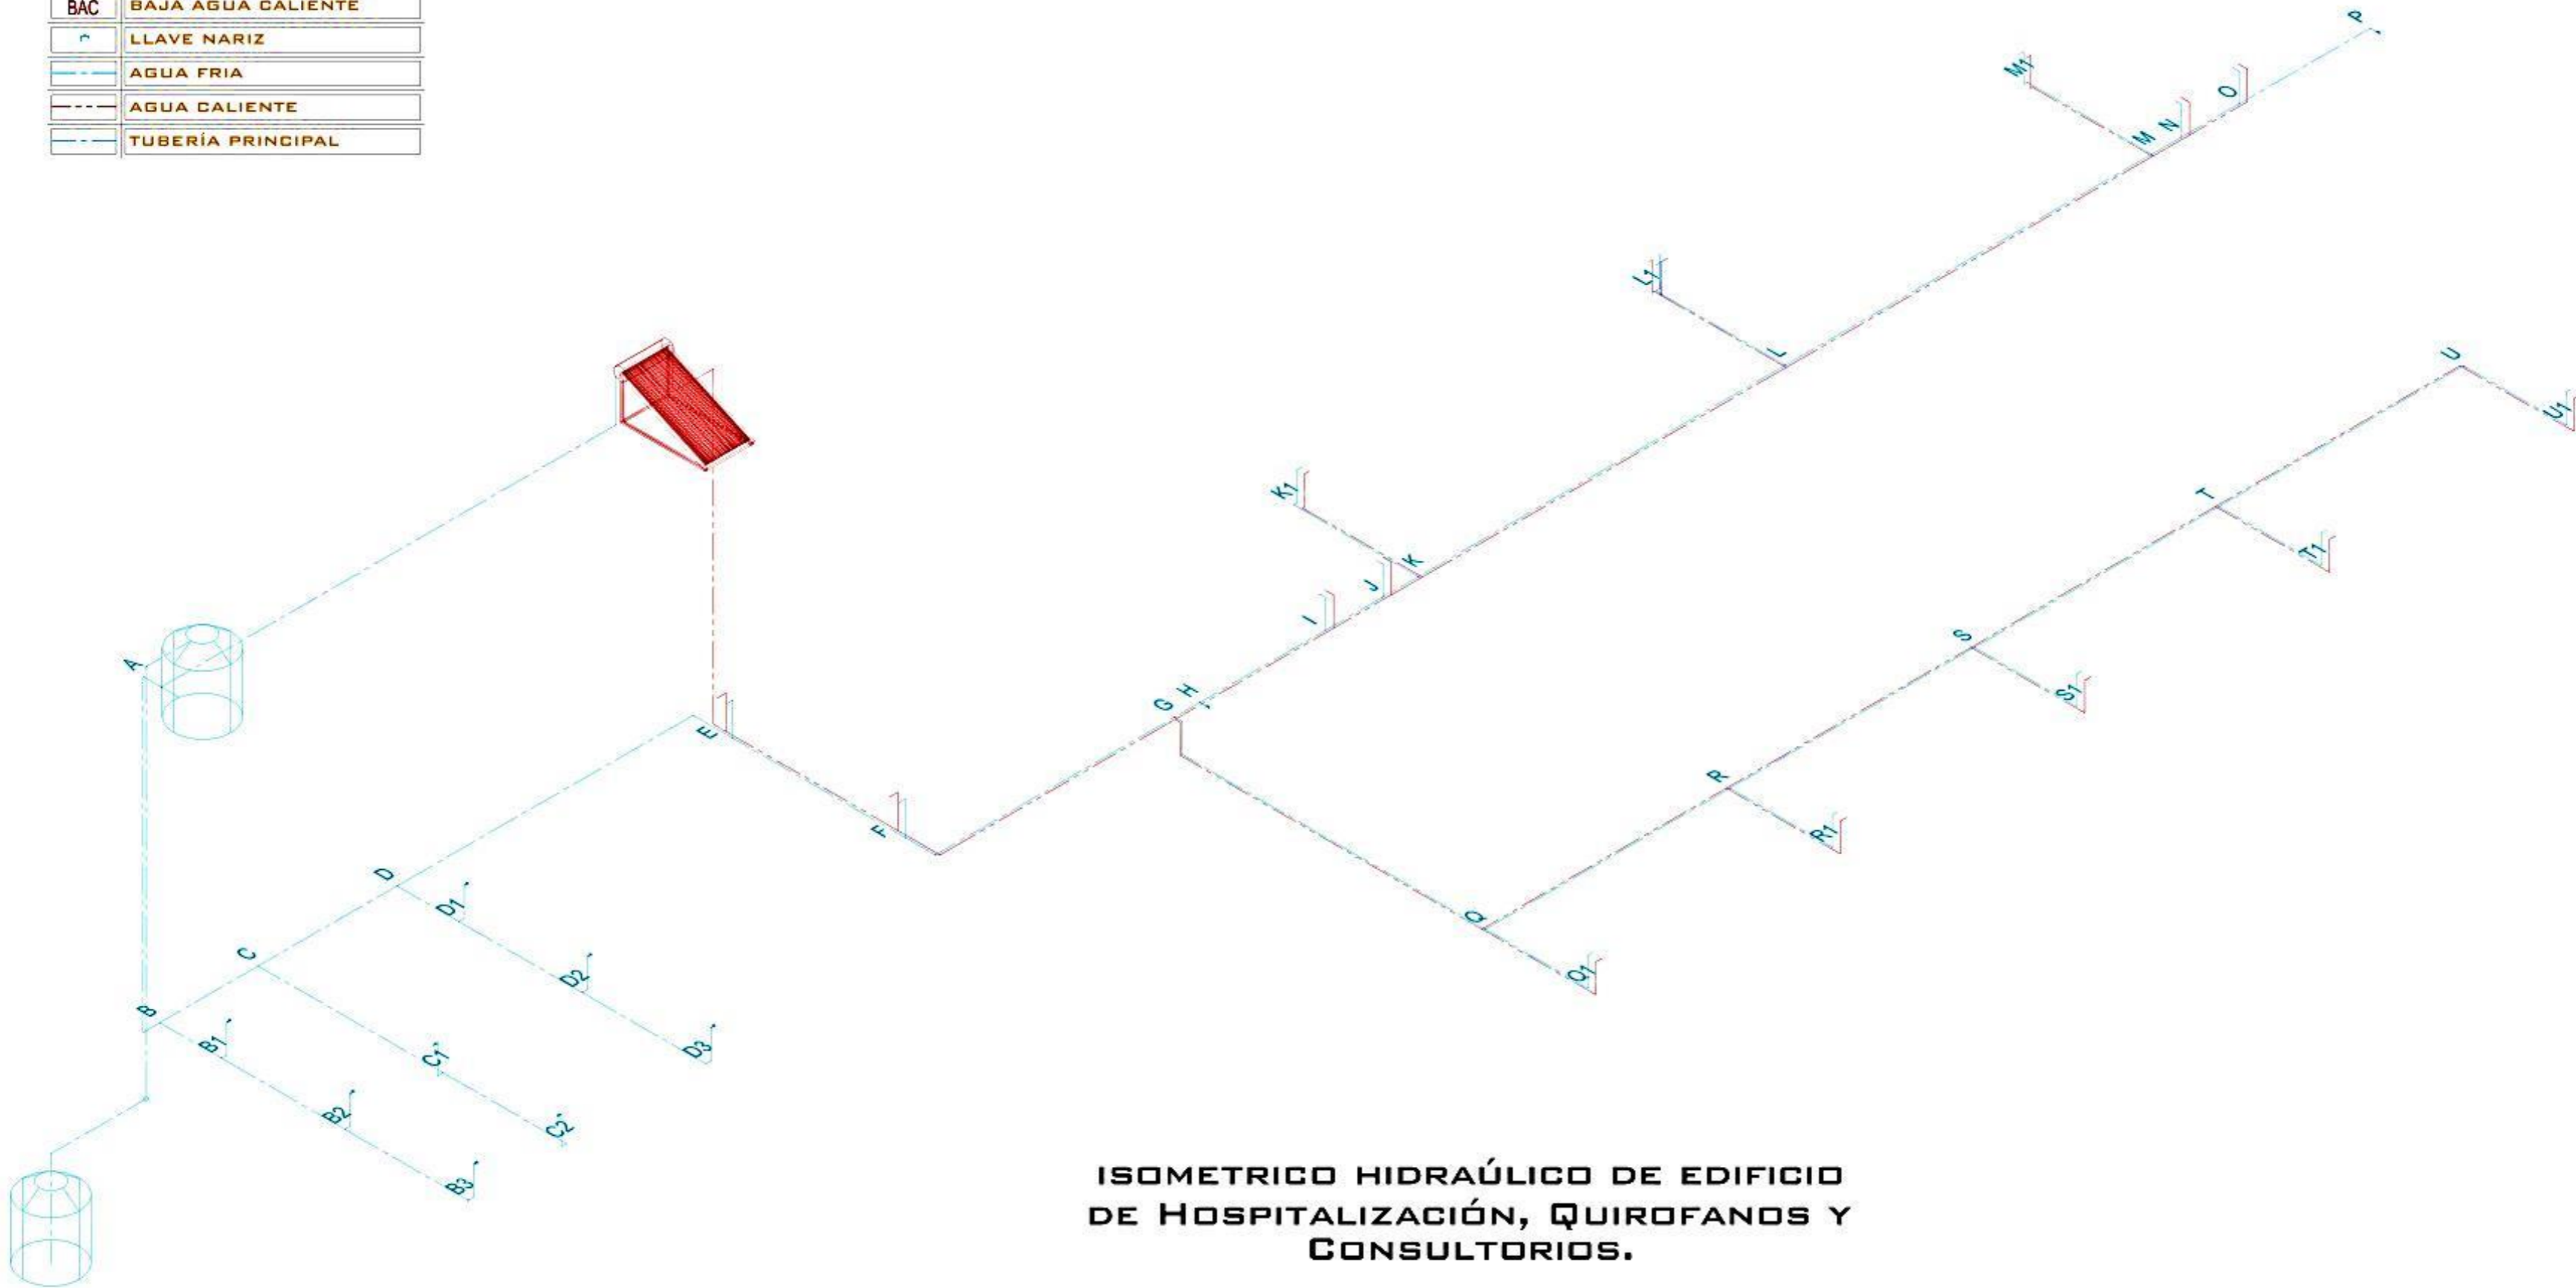 BAC BAJA AGUA CALIENTE
LLAVE NARIZ
AGUA FRIA
AGUA CALIENTE
TUBERÍA PRINCIPAL
P
M1
O
N
M
L1
L
U
U1
K1
K
J
I
T
T1
A
H
G
E
S
S1
F
R
R1
D
D1
Q
Q1
C
D2
B
B1
C1
D3
B2
C2
B3
ISOMETRICO HIDRAÚLICO DE EDIFICIO
DE HOSPITALIZACIÓN, QUIROFANOS Y
CONSULTORIOS.